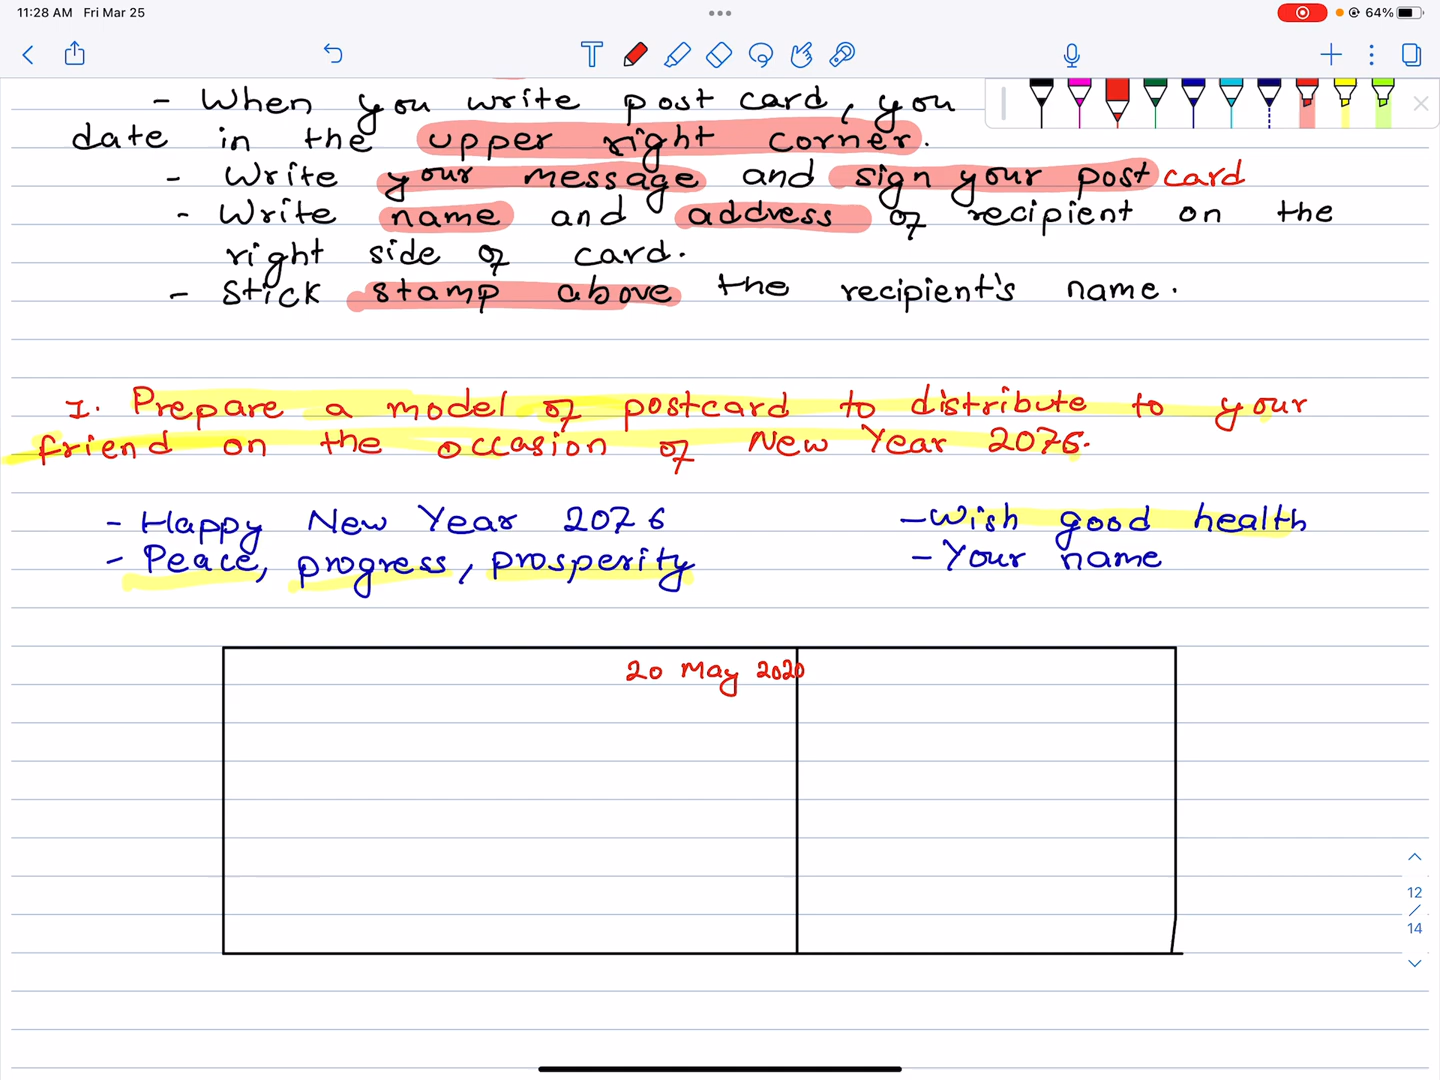 11:28 AM Fri Mar 25
64%
- When you write post card, you
date in the upper right corner.
- Write your message and sign your post card
- Write name and address of recipient on the
right side of card.
- Stick stamp above the recipient's name.
1. Prepare a model of postcard to distribute to your
friend on the occasion of New Year 2076.
- Happy New Year 2076
- Wish good health
- Peace, progress, prosperity
- Your name
20 May 2020
12
/
14